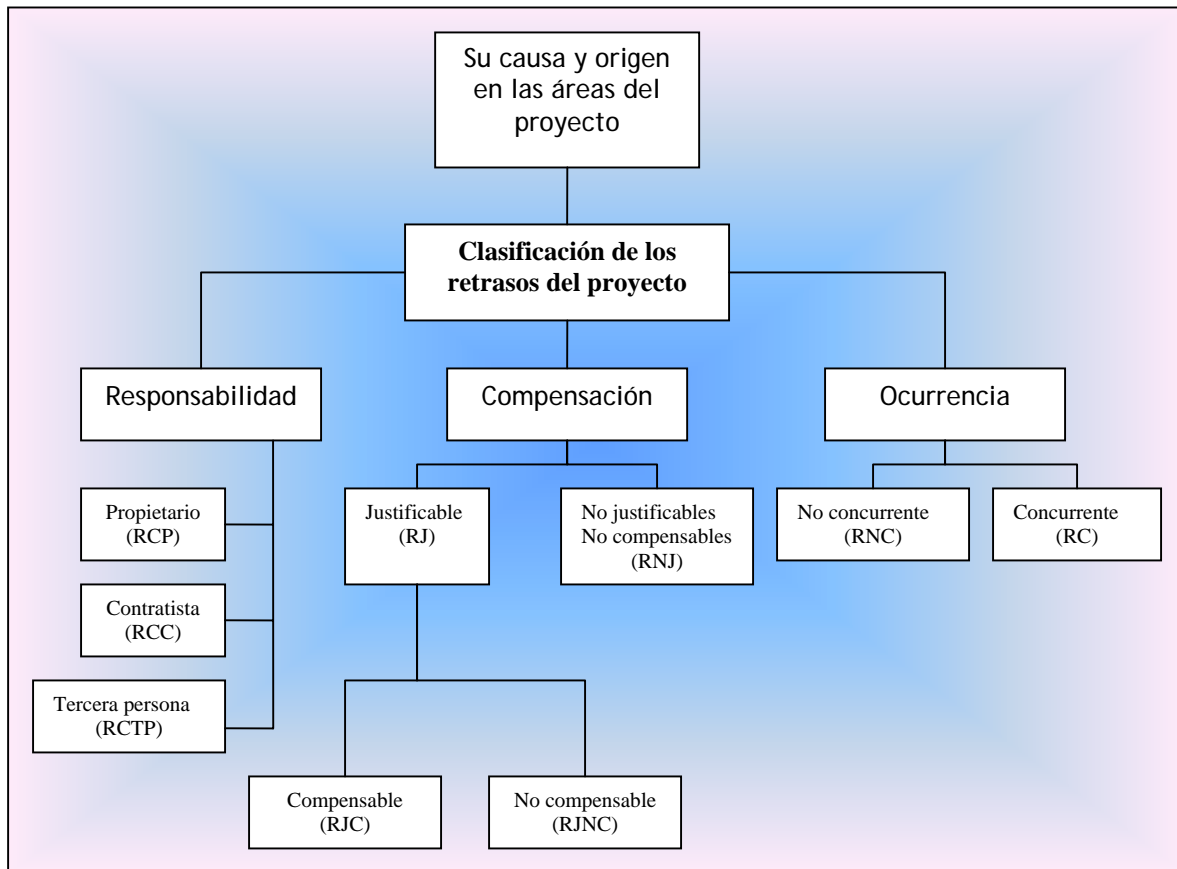 Su causa y origen
en las áreas del
proyecto
Clasificación de los
retrasos del proyecto
Responsabilidad
Compensación
Ocurrencia
Propietario
(RCP)
Contratista
(RCC)
Tercera persona
(RCTP)
Justificable
(RJ)
No justificables
No compensables
(RNJ)
No concurrente
(RNC)
Concurrente
(RC)
Compensable
(RJC)
No compensable
(RJNC)